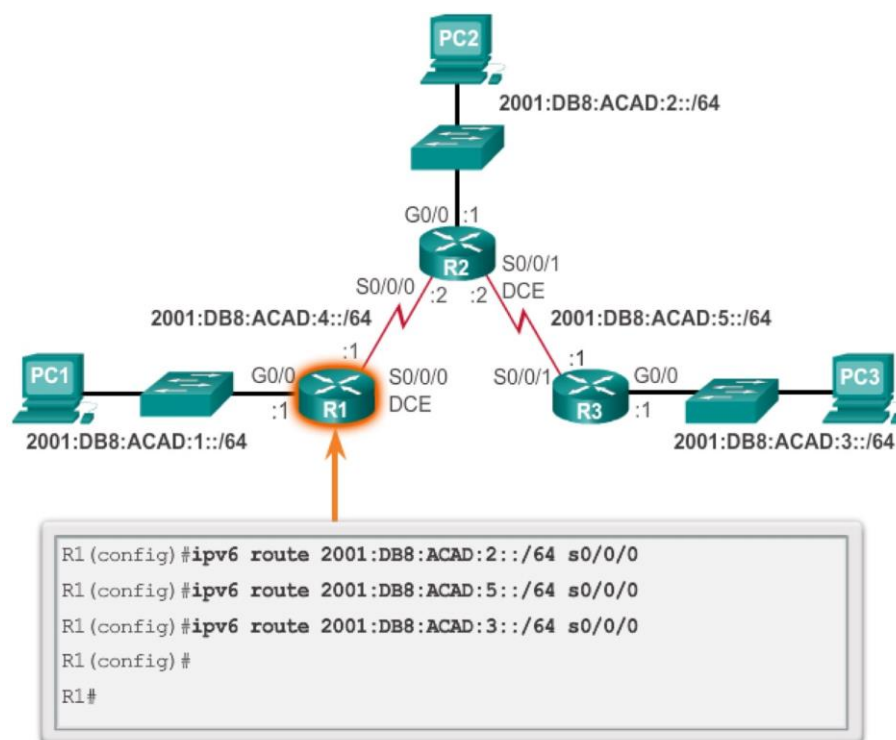 PC2
2001:DB8:ACAD:2::/64
G0/0 :1
R2
S0/0/1
DCE
S0/0/0
:2 :2
2001:DB8:ACAD:4::/64
2001:DB8:ACAD:5::/64
:1
:1
PC1
G0/0
:1
R1
S0/0/0
DCE
S0/0/1
R3
G0/0
:1
PC3
2001:DB8:ACAD:1::/64
2001:DB8:ACAD:3::/64
R1(config)#ipv6 route 2001:DB8:ACAD:2::/64 s0/0/0
R1(config)#ipv6 route 2001:DB8:ACAD:5::/64 s0/0/0
R1(config)#ipv6 route 2001:DB8:ACAD:3::/64 s0/0/0
R1(config)#
R1#